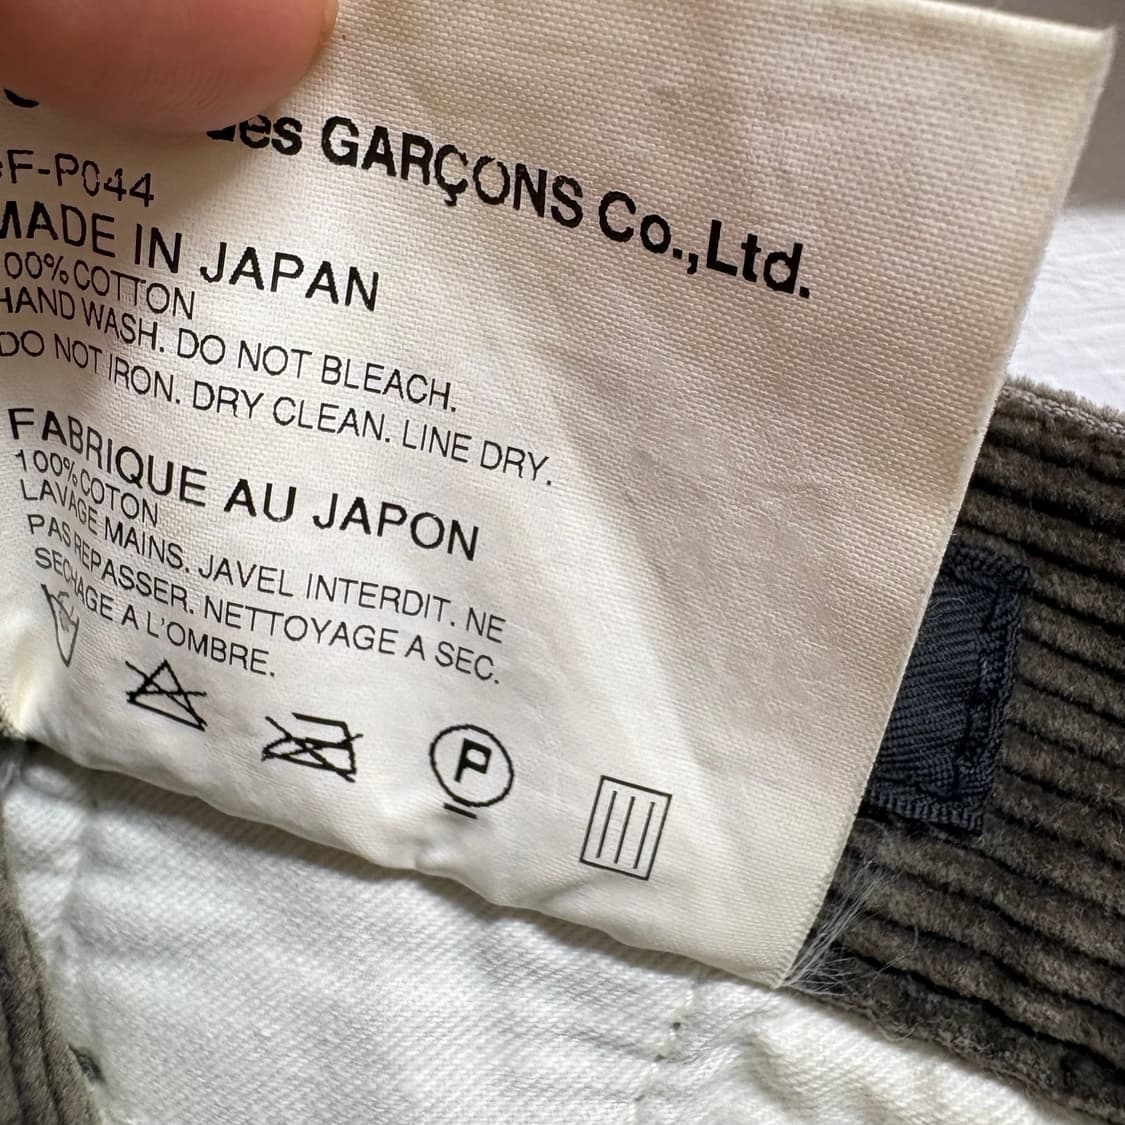 des GARÇONS Co.,Ltd.
F-P044
MADE IN JAPAN
100%COTTON
HAND WASH. DO NOT BLEACH.
DO NOT IRON. DRY CLEAN. LINE DRY.
FABRIQUE AU JAPON
100%COTON
LAVAGE MAINS. JAVEL INTERDIT. NE
PAS REPASSER. NETTOYAGE A SEC.
SECHAGE A L'OMBRE.
P